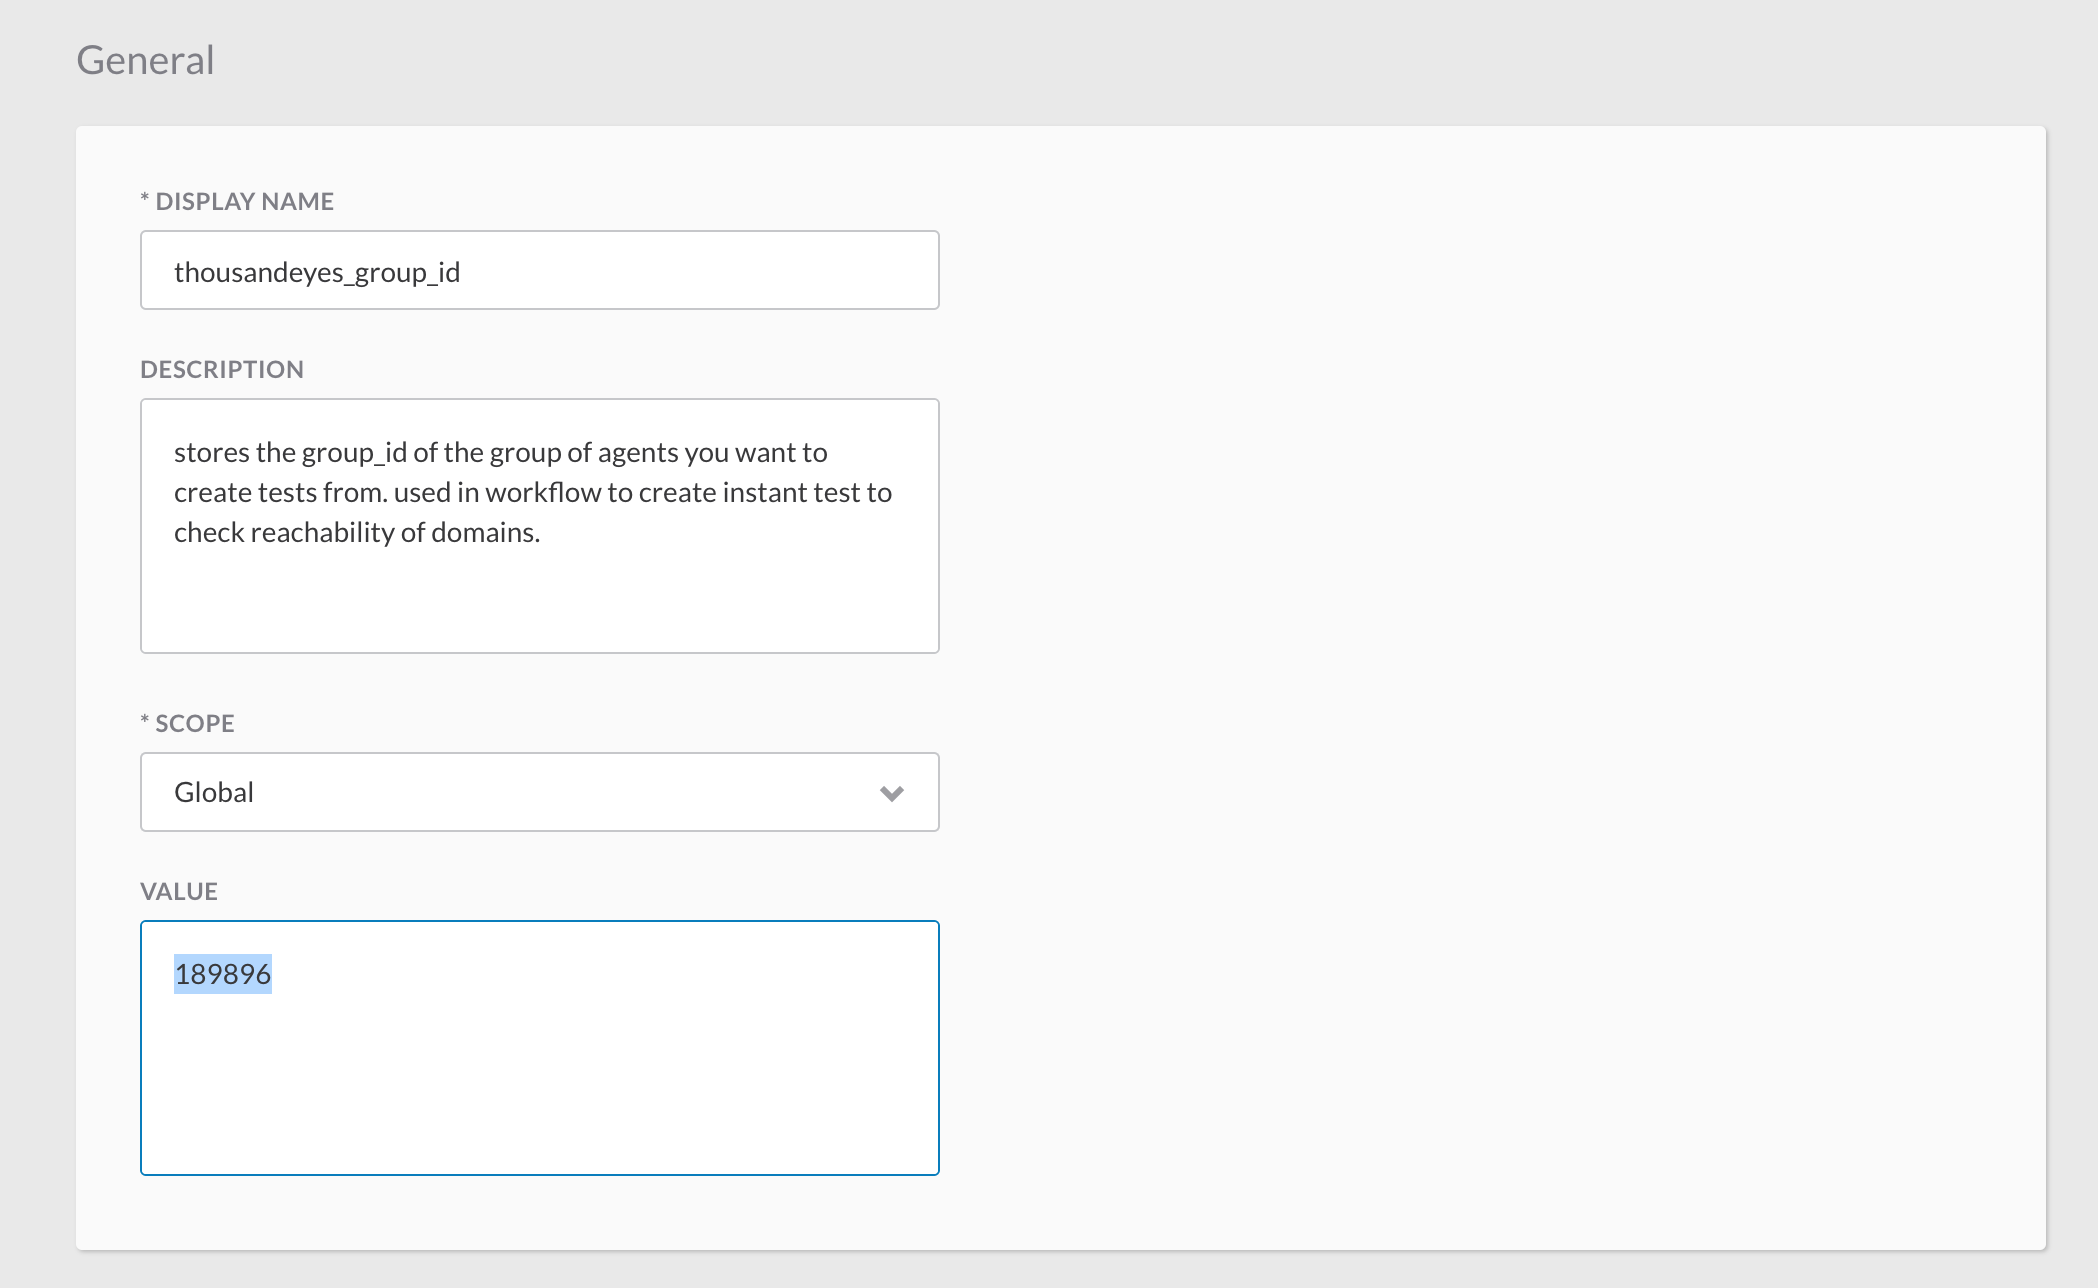 General
* DISPLAY NAME
thousandeyes_group_id
DESCRIPTION
stores the group_id of the group of agents you want to
create tests from. used in workflow to create instant test to
check reachability of domains.
* SCOPE
Global
VALUE
189896